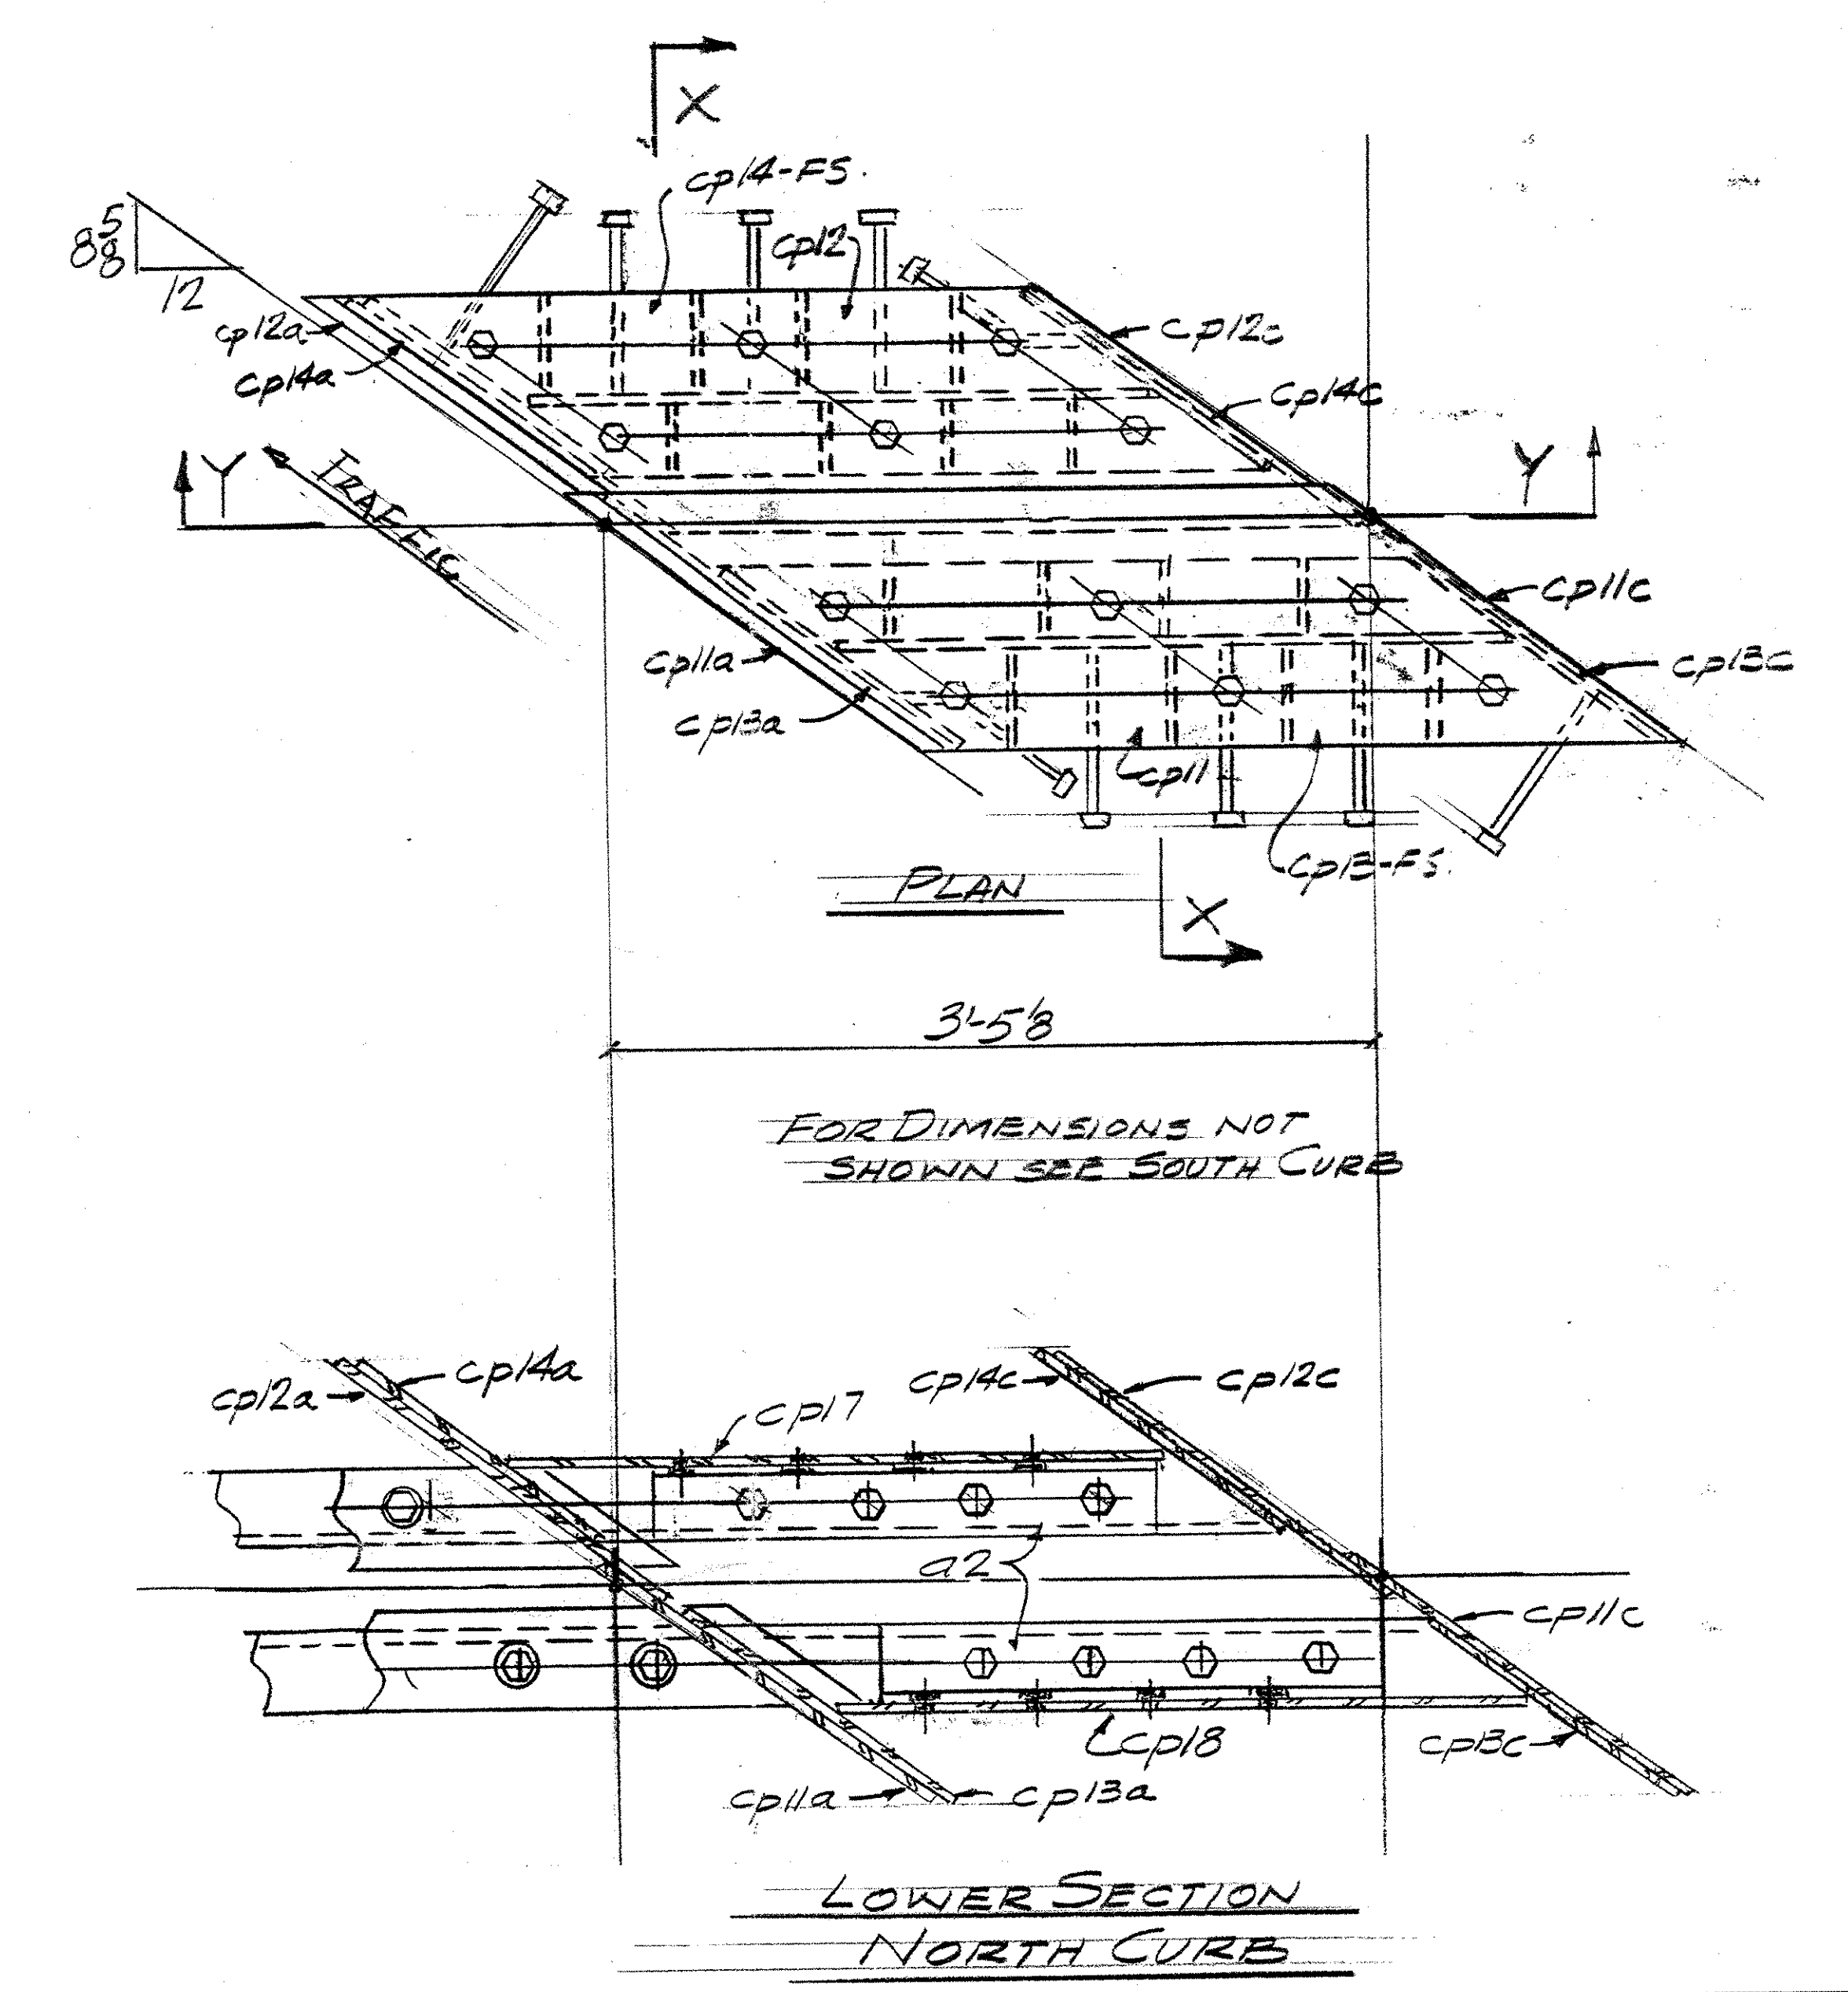 X
cp14-FS.
cp12
8 5/8
12
cp12a
cp14a
cp12c
cp14c
Y
Y
TRAFFIC
cp11c
cp11a
cp13c
cp13a
cp11
cp13-FS.
PLAN
X
3'-5 1/8
FOR DIMENSIONS NOT
SHOWN SEE SOUTH CURB
cp14a
cp12a
cp17
cp14c
cp12c
a2
cp11c
cp18
cp13c
cp11a
cp13a
LOWER SECTION
NORTH CURB